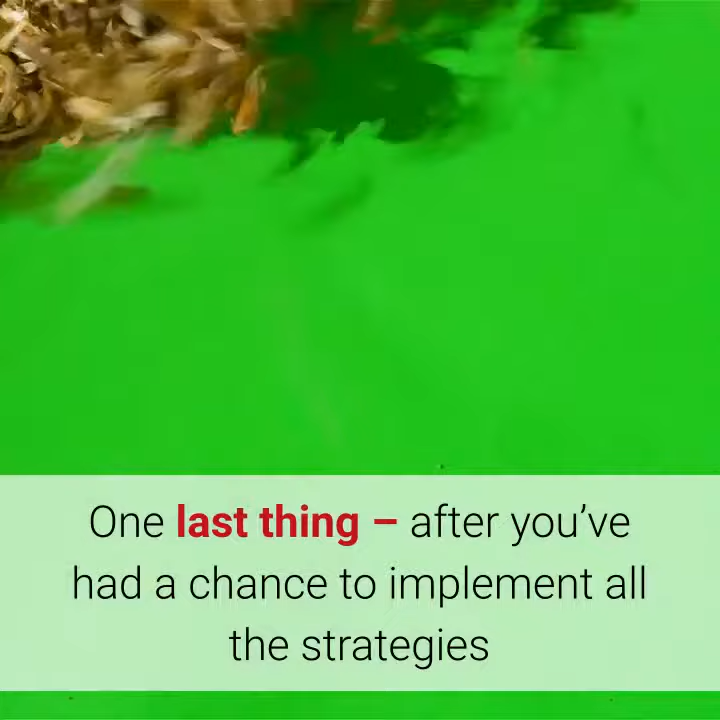 One last thing – after you’ve
had a chance to implement all
the strategies